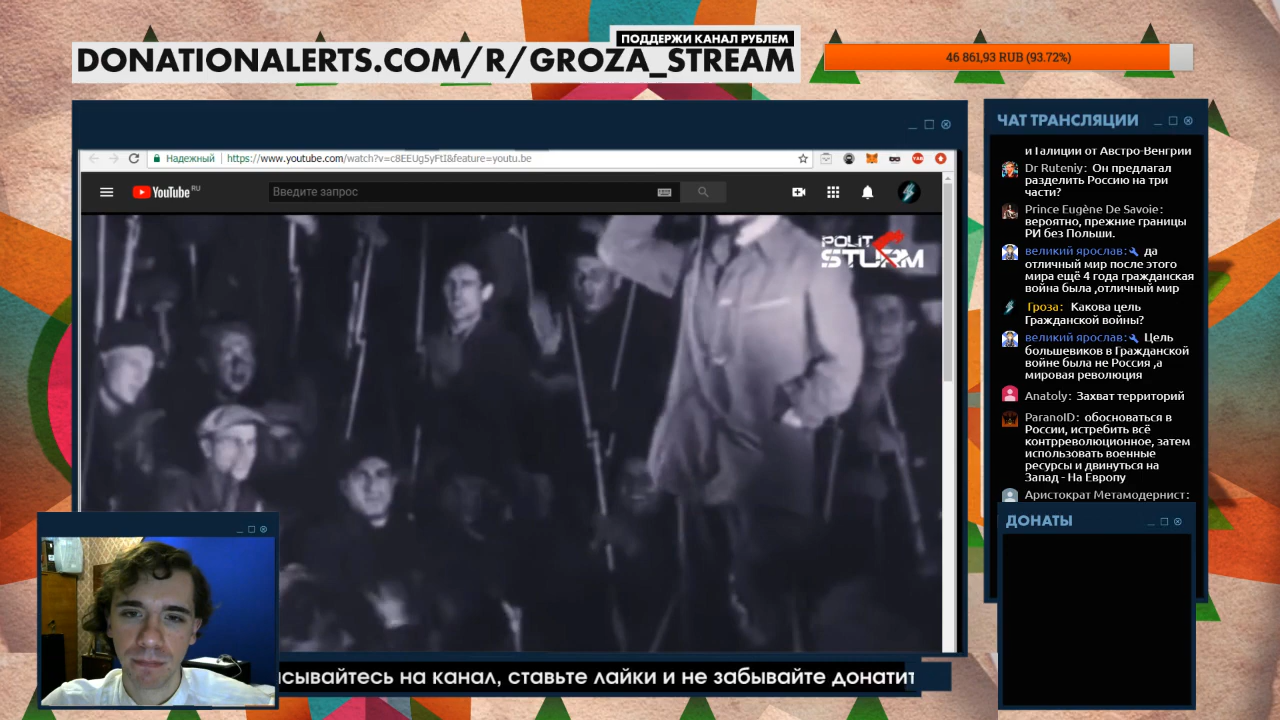 ПОДДЕРЖИ КАНАЛ РУБЛЕМ
DONATIONALERTS.COM/R/GROZA_STREAM
46 861,93 RUB (93.72%)
Надежный
https://www.youtube.com/watch?v=c8EEUg5yFtI&feature=youtu.be
YouTube RU
Введите запрос
POLIT
STURM
ЧАТ ТРАНСЛЯЦИИ
и Галиции от Австро-Венгрии
Dr Ruteniy: Он предлагал
разделить Россию на три
части?
Prince Eugène De Savoie:
вероятно, прежние границы
РИ без Польши.
великий ярослав: да
отличный мир после этого
мира ещё 4 года гражданская
война была ,отличный мир
Гроза: Какова цель
Гражданской войны?
великий ярослав: Цель
большевиков в Гражданской
войне была не Россия ,а
мировая революция
Anatoly: Захват территорий
ParanoID: обосноваться в
России, истребить всё
контрреволюционное, затем
использовать военные
ресурсы и двинуться на
Запад - На Европу
Аристократ Метамодернист:
ДОНАТЫ
сывайтесь на канал, ставьте лайки и не забывайте донатит